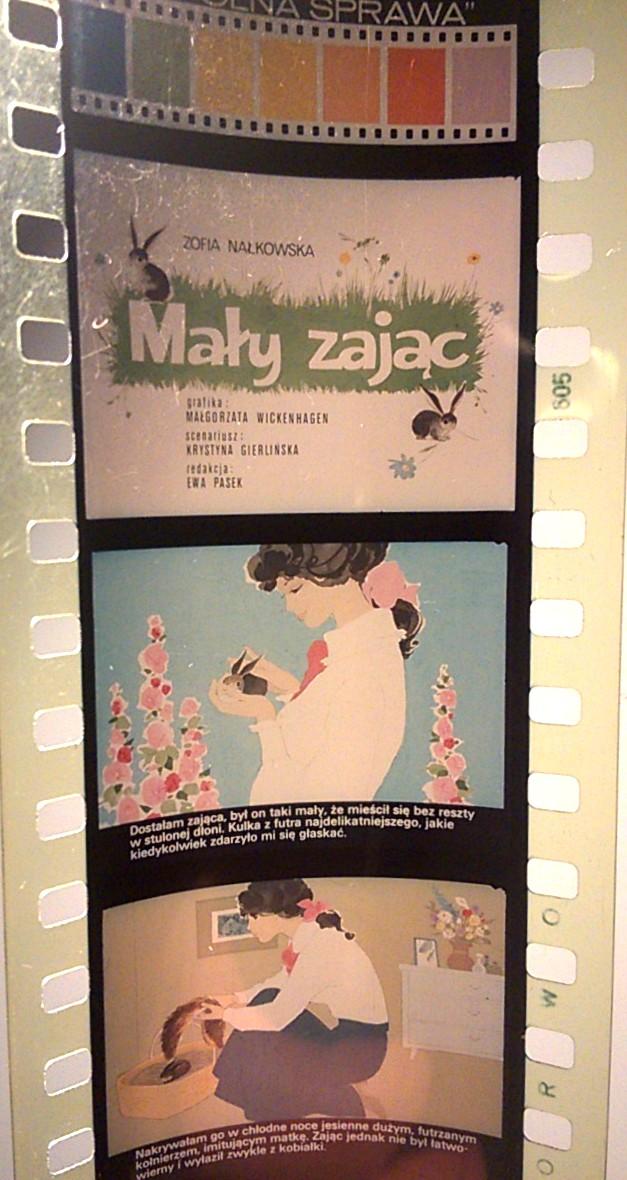 OLNA SPRAWA"
ZOFIA NAŁKOWSKA
Mały zając
grafika:
MAŁGORZATA WICKENHAGEN
scenariusz:
KRYSTYNA GIERLIŃSKA
redakcja:
EWA PASEK
605
Dostałam zająca, był on taki mały, że mieścił się bez reszty
w stulonej dłoni. Kulka z futra najdelikatniejszego, jakie
kiedykolwiek zdarzyło mi się głaskać.
O R W O
Nakrywałam go w chłodne noce jesienne dużym, futrzanym
kołnierzem, imitującym matkę. Zając jednak nie był łatwo-
wierny i wyłaził zwykle z kobiałki.